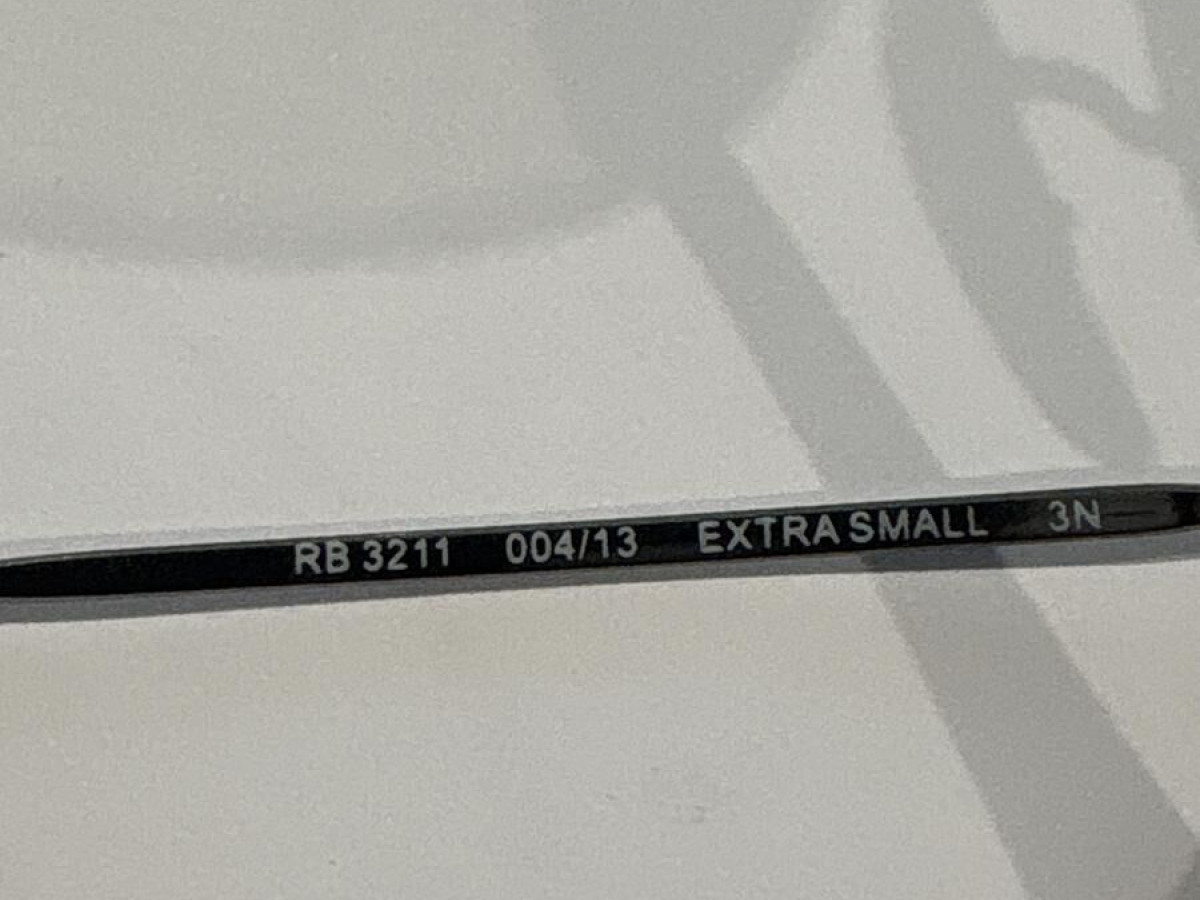 RB 3211 004/13 EXTRA SMALL 3N